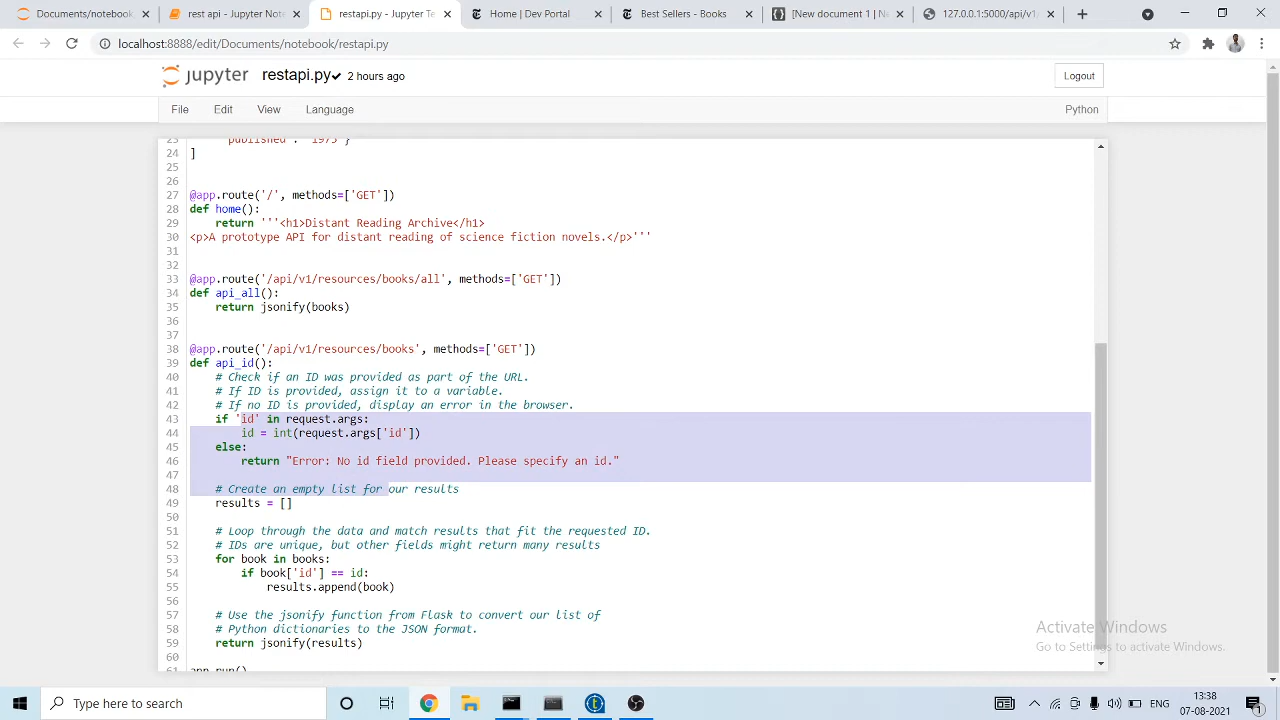 Documents/notebook/
rest api - Jupyter Note
restapi.py - Jupyter Te
Home | Dev Portal
Best Sellers - Books
[New document 1 | Ne
127.0.0.1:5000/api/v1/
localhost:8888/edit/Documents/notebook/restapi.py
jupyter restapi.py✔ 2 hours ago
Logout
File Edit View Language
Python
23 'published': '1975'}
24 ]
25
26
27 @app.route('/', methods=['GET'])
28 def home():
29 return '''<h1>Distant Reading Archive</h1>
30 <p>A prototype API for distant reading of science fiction novels.</p>'''
31
32
33 @app.route('/api/v1/resources/books/all', methods=['GET'])
34 def api_all():
35 return jsonify(books)
36
37
38 @app.route('/api/v1/resources/books', methods=['GET'])
39 def api_id():
40 # Check if an ID was provided as part of the URL.
41 # If ID is provided, assign it to a variable.
42 # If no ID is provided, display an error in the browser.
43 if 'id' in request.args:
44 id = int(request.args['id'])
45 else:
46 return "Error: No id field provided. Please specify an id."
47
48 # Create an empty list for our results
49 results = []
50
51 # Loop through the data and match results that fit the requested ID.
52 # IDs are unique, but other fields might return many results
53 for book in books:
54 if book['id'] == id:
55 results.append(book)
56
57 # Use the jsonify function from Flask to convert our list of
58 # Python dictionaries to the JSON format.
59 return jsonify(results)
60
61 app.run()
Activate Windows
Go to Settings to activate Windows.
Type here to search
ENG
13:38
07-08-2021
1